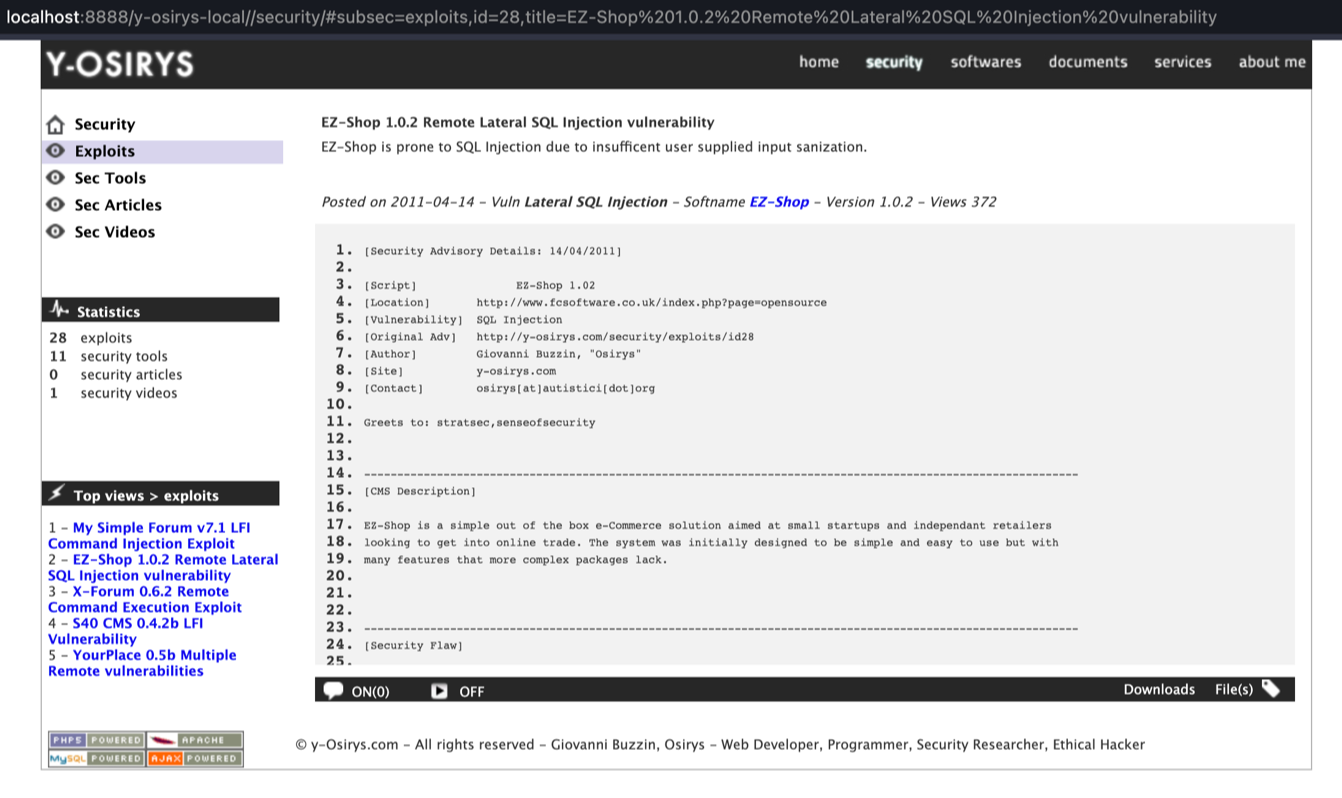 localhost:8888/y-osirys-local//security/#subsec=exploits,id=28,title=EZ-Shop%201.0.2%20Remote%20Lateral%20SQL%20Injection%20vulnerability
Y-OSIRYS
home security softwares documents services about me
Security
Exploits
Sec Tools
Sec Articles
Sec Videos
Statistics
28 exploits
11 security tools
0 security articles
1 security videos
Top views > exploits
1 - My Simple Forum v7.1 LFI
Command Injection Exploit
2 - EZ-Shop 1.0.2 Remote Lateral
SQL Injection vulnerability
3 - X-Forum 0.6.2 Remote
Command Execution Exploit
4 - S40 CMS 0.4.2b LFI
Vulnerability
5 - YourPlace 0.5b Multiple
Remote vulnerabilities
EZ-Shop 1.0.2 Remote Lateral SQL Injection vulnerability
EZ-Shop is prone to SQL Injection due to insufficent user supplied input sanization.
Posted on 2011-04-14 - Vuln Lateral SQL Injection - Softname EZ-Shop - Version 1.0.2 - Views 372
1. [Security Advisory Details: 14/04/2011]
2.
3. [Script] EZ-Shop 1.02
4. [Location] http://www.fcsoftware.co.uk/index.php?page=opensource
5. [Vulnerability] SQL Injection
6. [Original Adv] http://y-osirys.com/security/exploits/id28
7. [Author] Giovanni Buzzin, "Osirys"
8. [Site] y-osirys.com
9. [Contact] osirys[at]autistici[dot]org
10.
11. Greets to: stratsec,senseofsecurity
12.
13.
14. ------------------------------------------------------------------------------------------------------------
15. [CMS Description]
16.
17. EZ-Shop is a simple out of the box e-Commerce solution aimed at small startups and independant retailers
18. looking to get into online trade. The system was initially designed to be simple and easy to use but with
19. many features that more complex packages lack.
20.
21.
22.
23. ------------------------------------------------------------------------------------------------------------
24. [Security Flaw]
25.
ON(0) OFF Downloads File(s)
PHP5 POWERED APACHE
MySQL POWERED AJAX POWERED
© y-Osirys.com - All rights reserved - Giovanni Buzzin, Osirys - Web Developer, Programmer, Security Researcher, Ethical Hacker